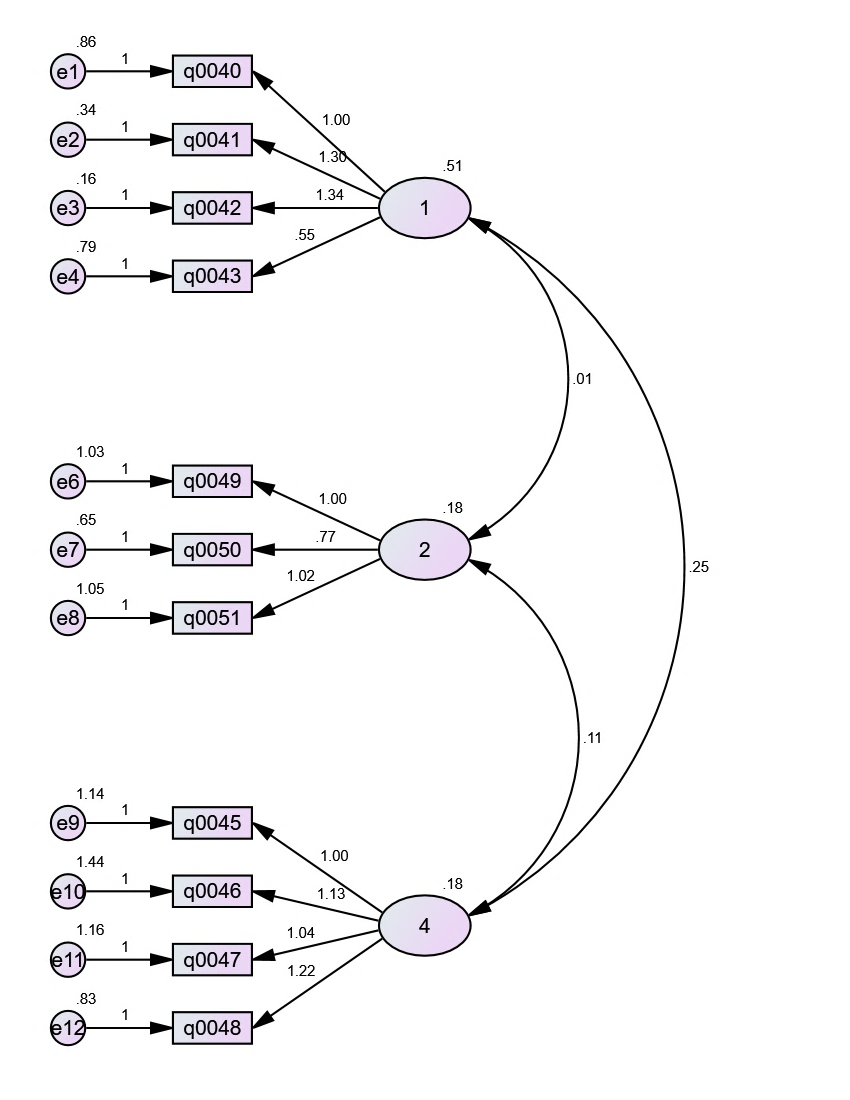 .86
e1 1 q0040
1.00
.34
e2 1 q0041
1.30
.51
.16
e3 1 q0042
1.34
1
.79
e4 1 q0043
.55
.01
1.03
e6 1 q0049
1.00
.18
.65
e7 1 q0050
.77
2
1.05
e8 1 q0051
1.02
.25
.11
1.14
e9 1 q0045
1.00
.18
1.44
e10 1 q0046
1.13
4
1.16
e11 1 q0047
1.04
.83
e12 1 q0048
1.22